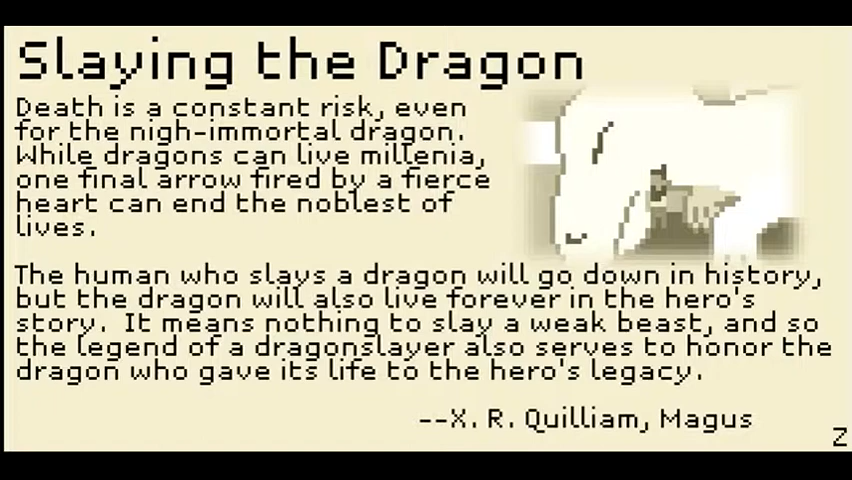 Slaying the Dragon
Death is a constant risk, even
for the nigh-immortal dragon.
While dragons can live millenia,
one final arrow fired by a fierce
heart can end the noblest of
lives.
The human who slays a dragon will go down in history,
but the dragon will also live forever in the hero's
story. It means nothing to slay a weak beast, and so
the legend of a dragonslayer also serves to honor the
dragon who gave its life to the hero's legacy.
--X. R. Quilliam, Magus
Z